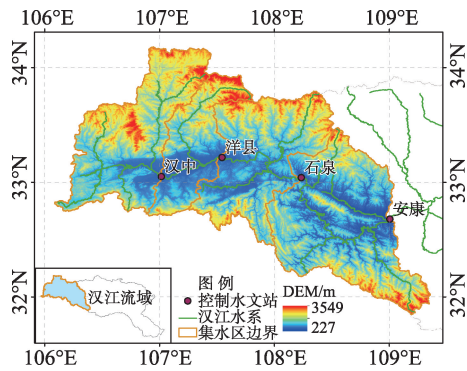 106°E 107°E 108°E 109°E
34°N 34°N
洋县
汉中 石泉
33°N 33°N
安康
汉江流域
图 例
控制水文站
汉江水系
集水区边界
DEM/m
3549
227
32°N 32°N
106°E 107°E 108°E 109°E